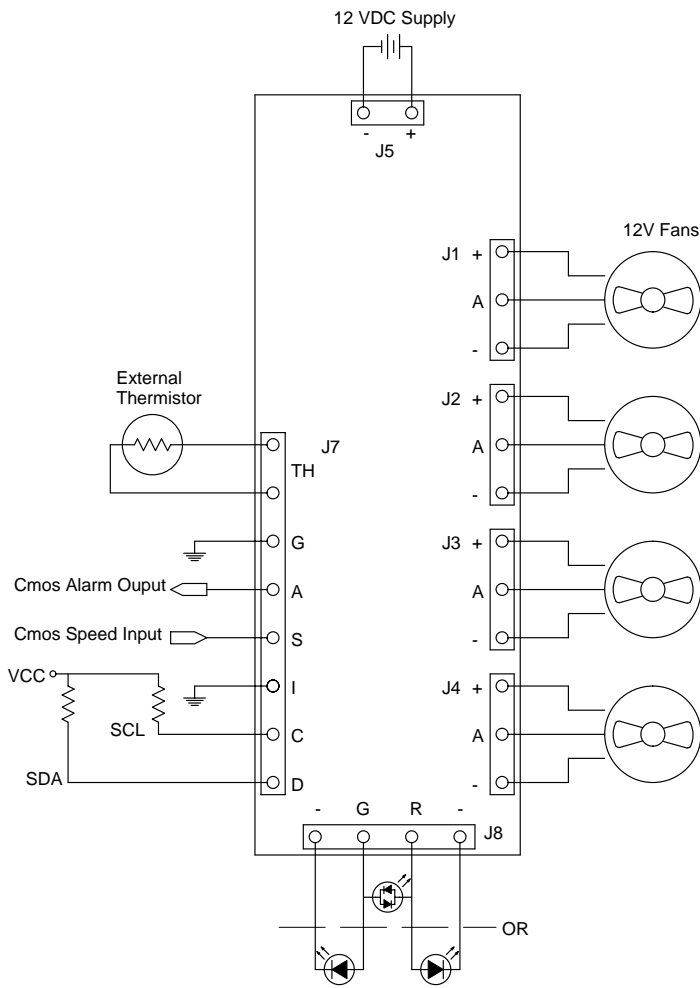 12 VDC Supply
- +
J5
12V Fans
J1 +
A
-
External
Thermistor
J2 +
A
-
J7
TH
G
J3 +
A
-
Cmos Alarm Ouput
A
Cmos Speed Input
S
VCC
I
J4 +
A
-
SCL
C
SDA
D
- G R -
J8
OR